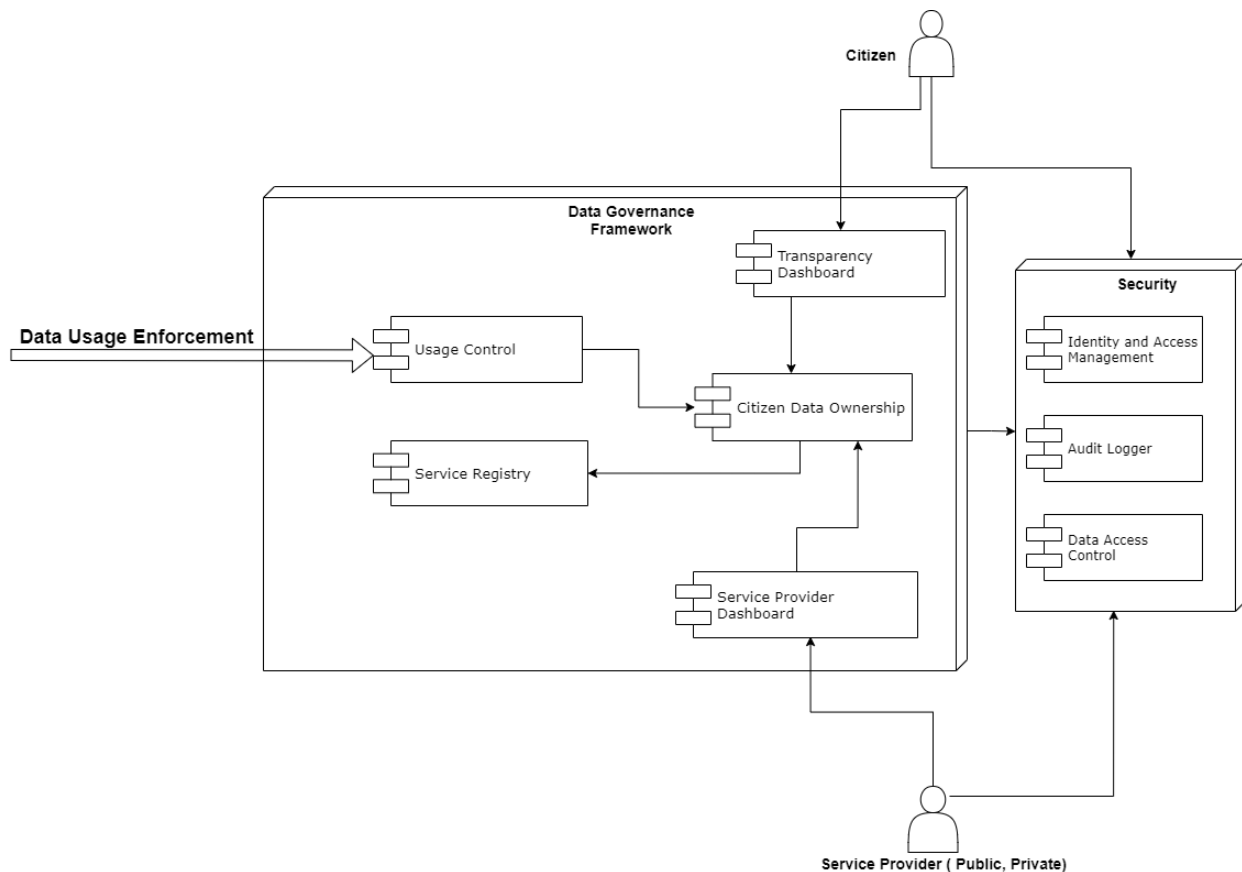 Citizen
Data Governance
Framework
Transparency
Dashboard
Security
Data Usage Enforcement
Usage Control
Identity and Access
Management
Citizen Data Ownership
Service Registry
Audit Logger
Data Access
Control
Service Provider
Dashboard
Service Provider ( Public, Private)